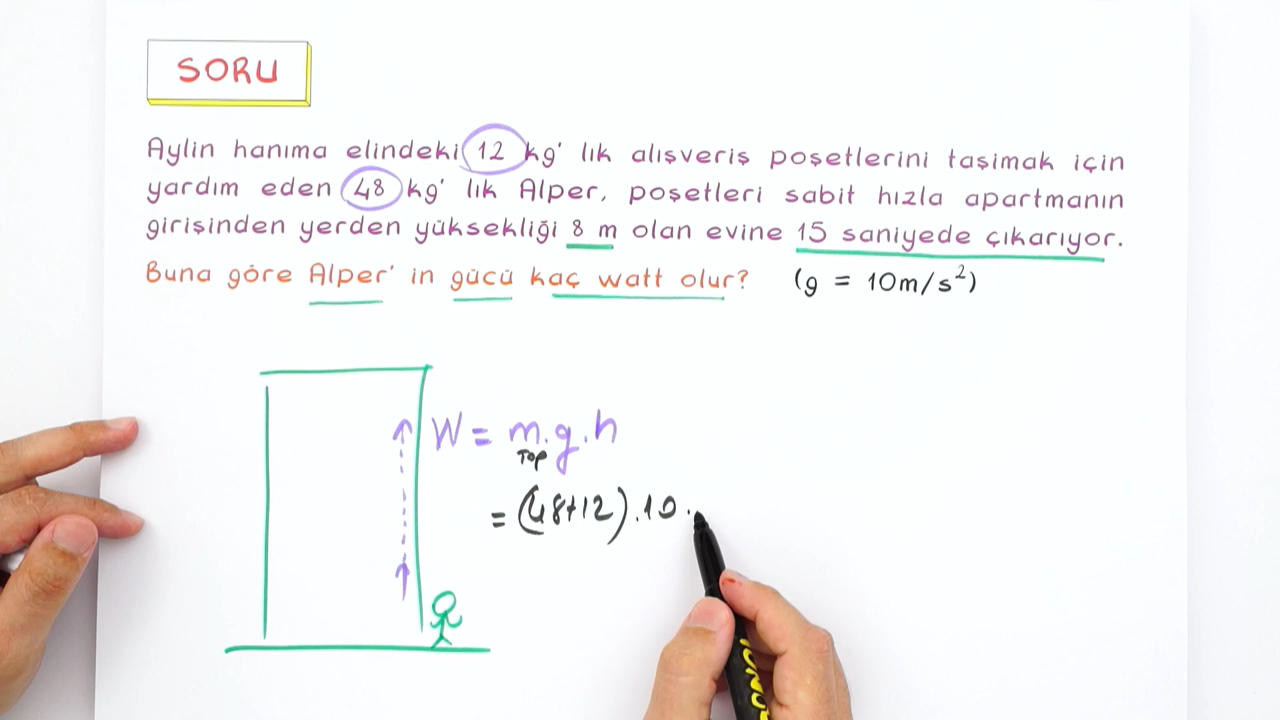 SORU
Aylin hanıma elindeki 12 kg' lık alışveriş poşetlerini taşimak için
yardım eden 48 kg' lık Alper, poşetleri sabit hızla apartmanın
girişinden yerden yüksekliği 8 m olan evine 15 saniyede çıkarıyor.
Buna göre Alper' in gücü kaç watt olur? (g = 10m/s²)
W = m.g.h
TOP
= (48+12).10.